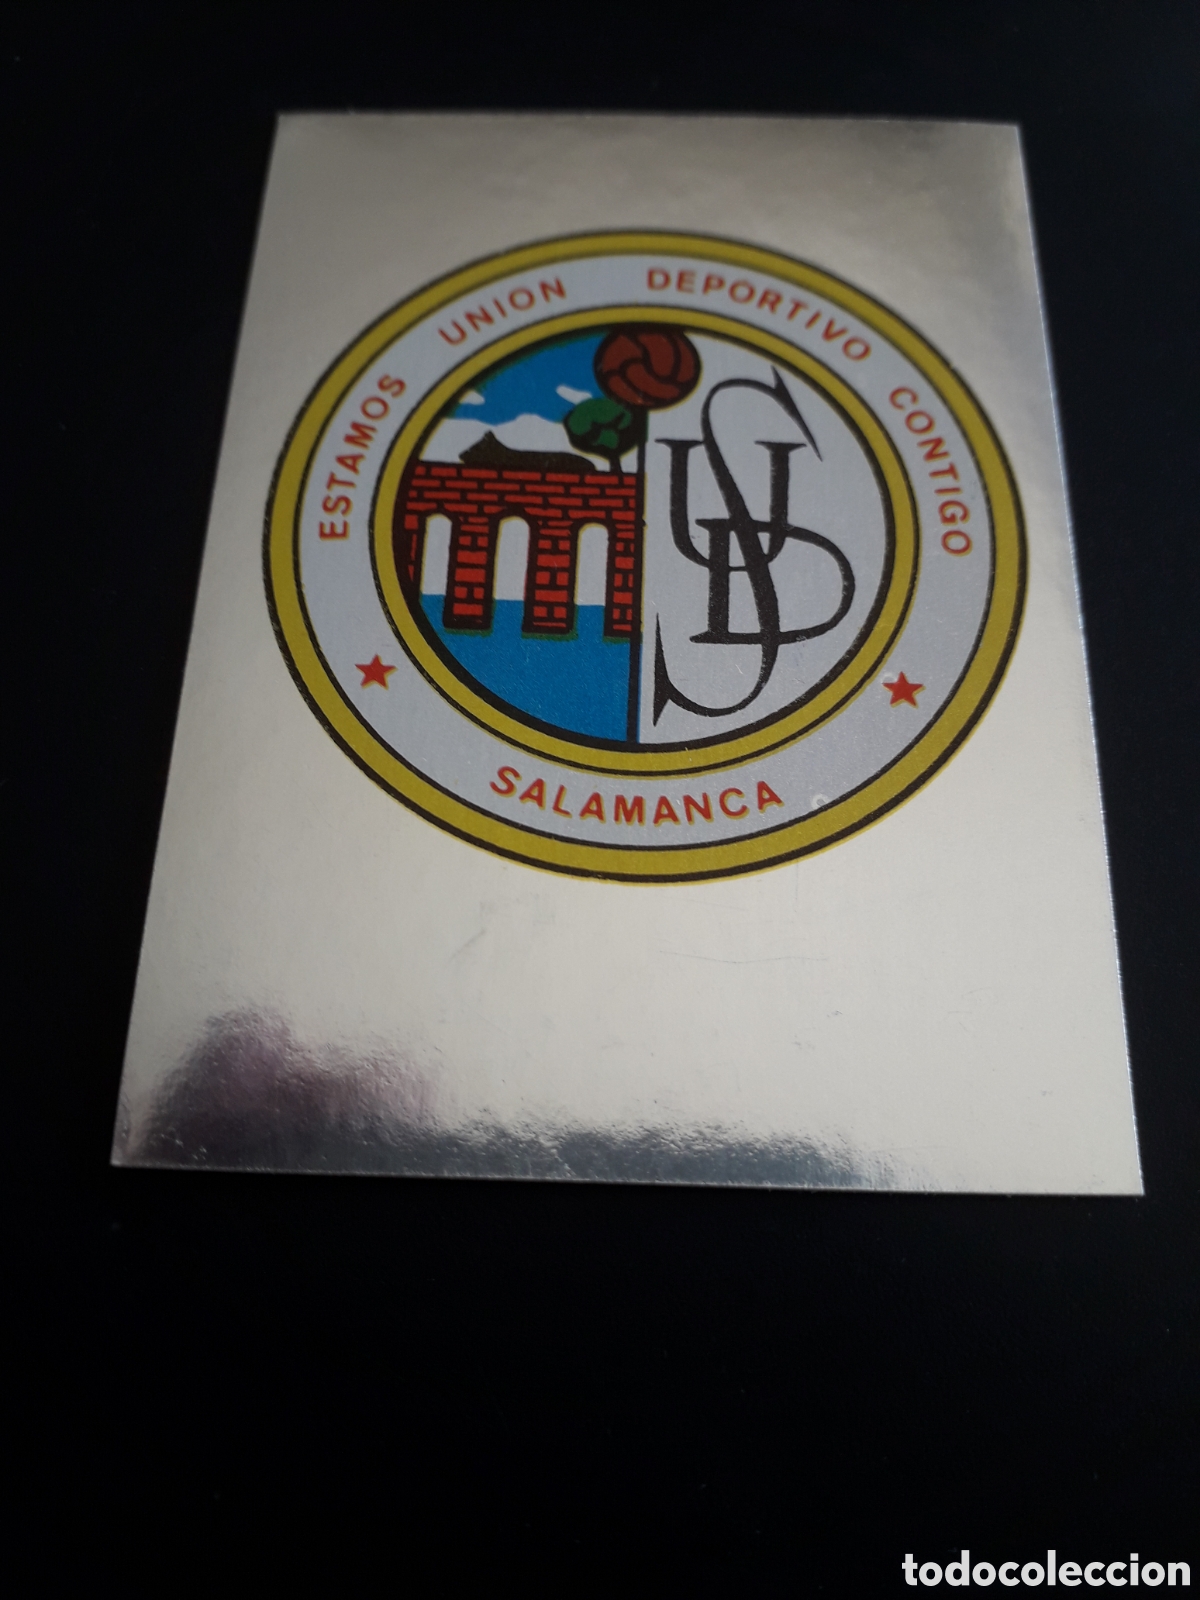 ESTAMOS UNION DEPORTIVO CONTIGO
UDS
SALAMANCA
todocoleccion